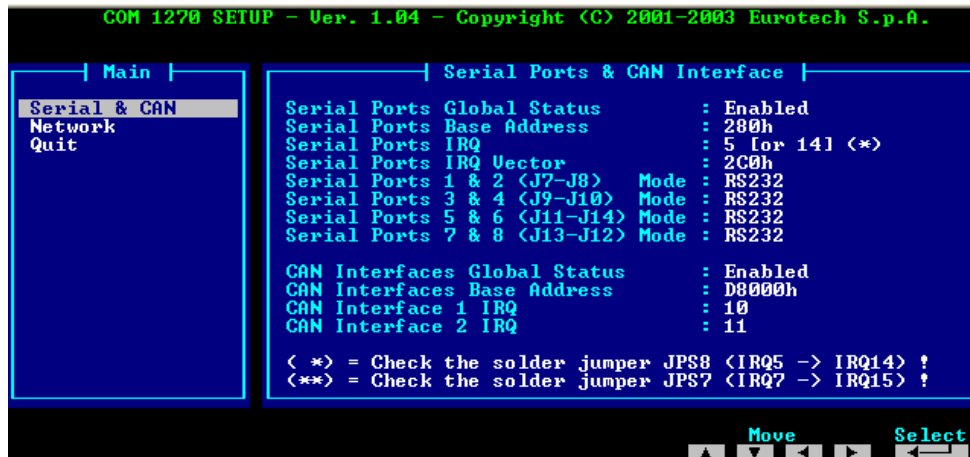 COM 1270 SETUP - Ver. 1.04 - Copyright (C) 2001-2003 Eurotech S.p.A.
Main
Serial & CAN
Network
Quit
Serial Ports & CAN Interface
Serial Ports Global Status : Enabled
Serial Ports Base Address : 280h
Serial Ports IRQ : 5 [or 14] (*)
Serial Ports IRQ Vector : 2C0h
Serial Ports 1 & 2 (J7-J8) Mode : RS232
Serial Ports 3 & 4 (J9-J10) Mode : RS232
Serial Ports 5 & 6 (J11-J14) Mode : RS232
Serial Ports 7 & 8 (J13-J12) Mode : RS232
CAN Interfaces Global Status : Enabled
CAN Interfaces Base Address : D8000h
CAN Interface 1 IRQ : 10
CAN Interface 2 IRQ : 11
( *) = Check the solder jumper JPS8 (IRQ5 -> IRQ14) !
(**) = Check the solder jumper JPS7 (IRQ7 -> IRQ15) !
Move Select